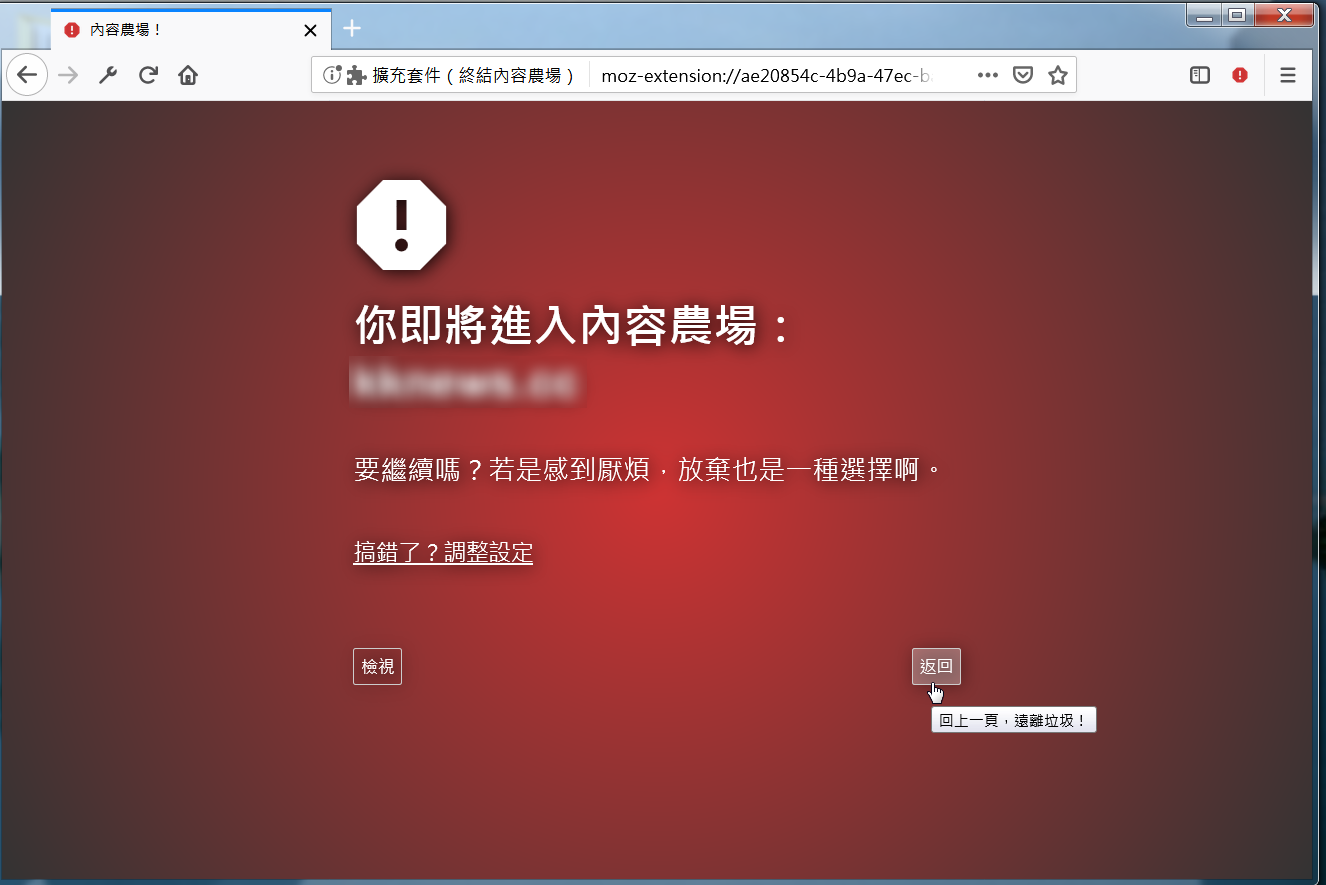 內容農場！
擴充套件（終結內容農場）
moz-extension://ae20854c-4b9a-47ec-b
你即將進入內容農場：
kknews.cc
要繼續嗎？若是感到厭煩，放棄也是一種選擇啊。
搞錯了？調整設定
檢視
返回
回上一頁，遠離垃圾！